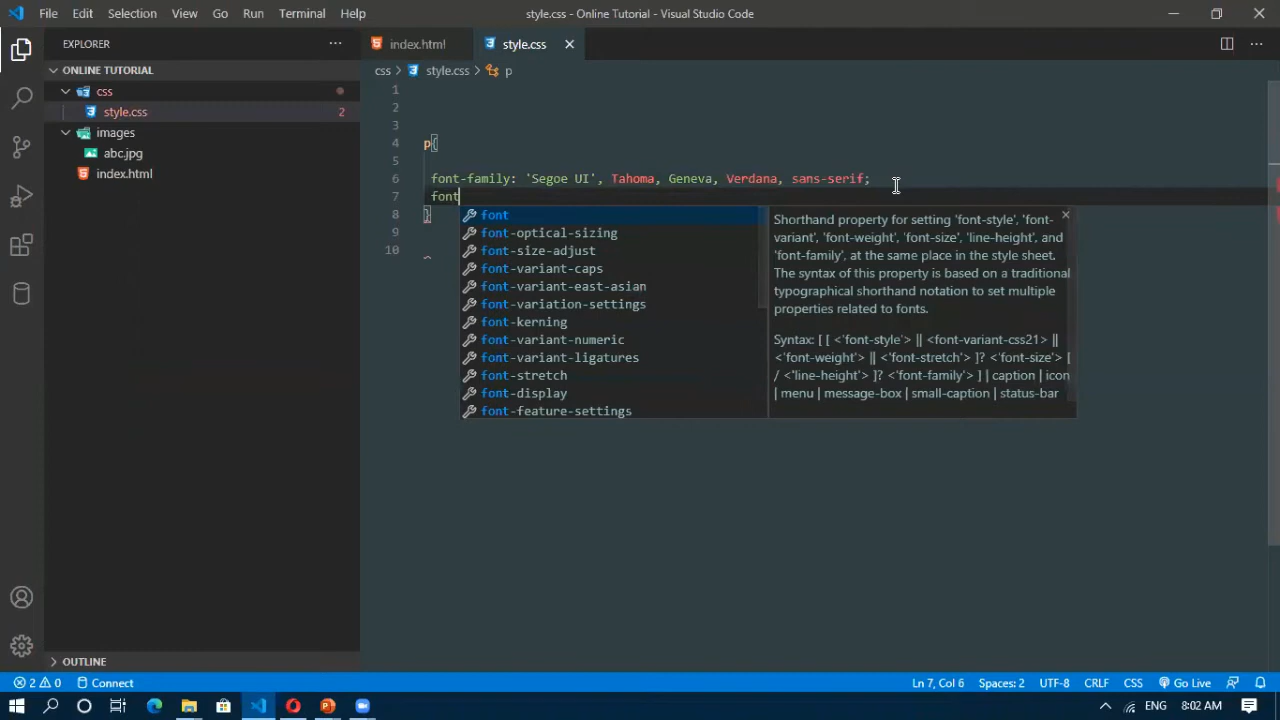 File Edit Selection View Go Run Terminal Help style.css - Online Tutorial - Visual Studio Code
EXPLORER
ONLINE TUTORIAL
css
style.css 2
images
abc.jpg
index.html
OUTLINE
index.html style.css
css > style.css > p
1
2
3
4 p{
5
6 font-family: 'Segoe UI', Tahoma, Geneva, Verdana, sans-serif;
7 font
8 }
9
10
font
font-optical-sizing
font-size-adjust
font-variant-caps
font-variant-east-asian
font-variation-settings
font-kerning
font-variant-numeric
font-variant-ligatures
font-stretch
font-display
font-feature-settings
Shorthand property for setting 'font-style', 'font-
variant', 'font-weight', 'font-size', 'line-height', and
'font-family', at the same place in the style sheet.
The syntax of this property is based on a traditional
typographical shorthand notation to set multiple
properties related to fonts.
Syntax: [ [ <'font-style'> || <font-variant-css21> ||
<'font-weight'> || <'font-stretch'> ]? <'font-size'> [
/ <'line-height'> ]? <'font-family'> ] | caption | icon
| menu | message-box | small-caption | status-bar
2 0 Connect Ln 7, Col 6 Spaces: 2 UTF-8 CRLF CSS Go Live
ENG 8:02 AM